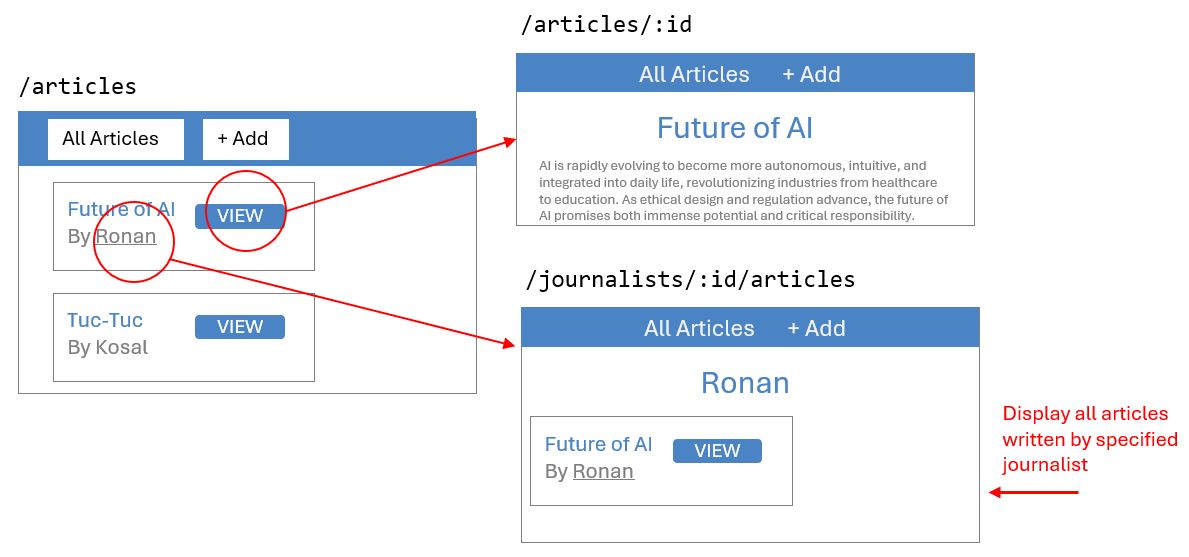 /articles
All Articles + Add
Future of AI
VIEW
By Ronan
Tuc-Tuc
VIEW
By Kosal
/articles/:id
All Articles + Add
Future of AI
AI is rapidly evolving to become more autonomous, intuitive, and
integrated into daily life, revolutionizing industries from healthcare
to education. As ethical design and regulation advance, the future of
AI promises both immense potential and critical responsibility.
/journalists/:id/articles
All Articles + Add
Ronan
Future of AI
VIEW
By Ronan
Display all articles
written by specified
journalist